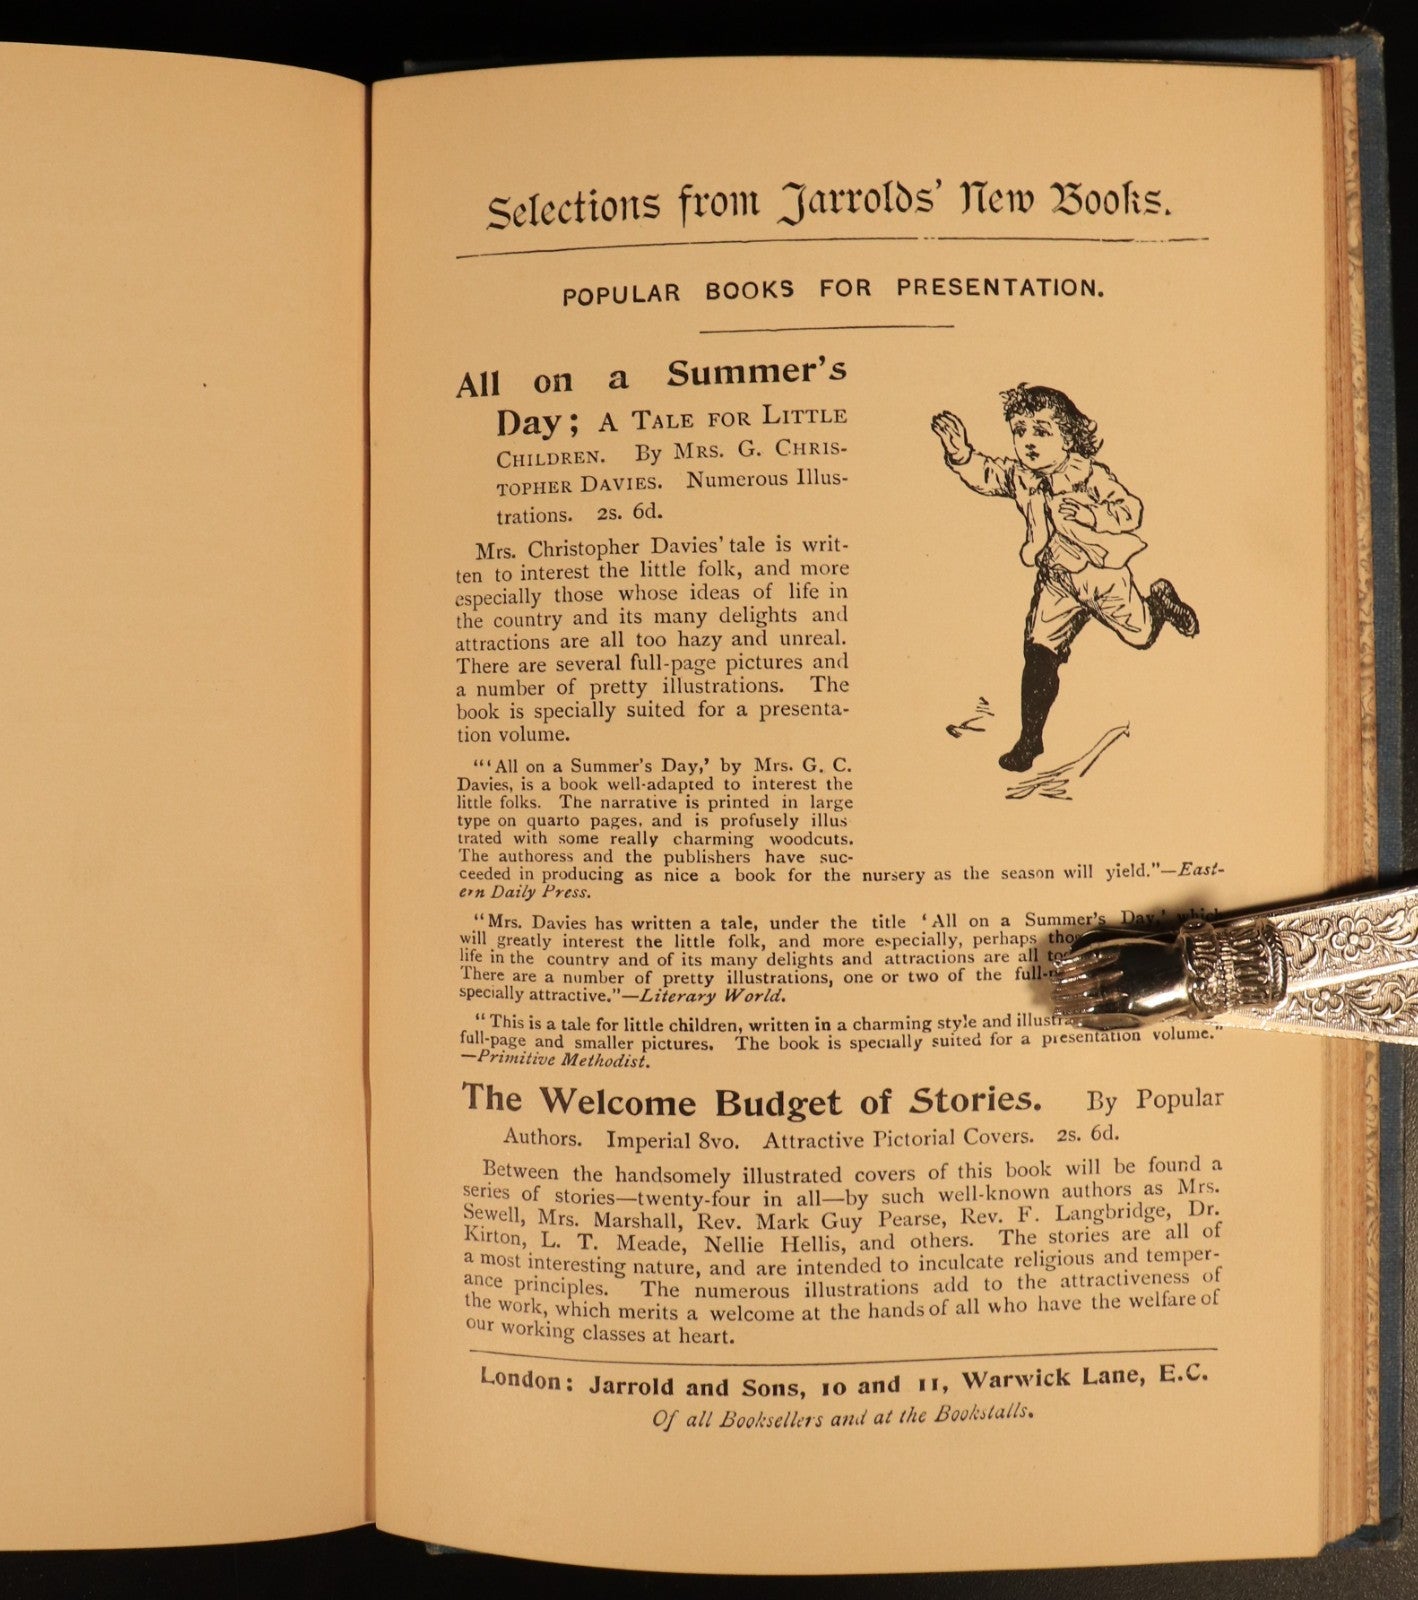 Selections from Jarrolds' New Books.
POPULAR BOOKS FOR PRESENTATION.
All on a Summer's
Day; A TALE FOR LITTLE
CHILDREN. By MRS. G. CHRIS-
TOPHER DAVIES. Numerous Illus-
trations. 2s. 6d.
Mrs. Christopher Davies' tale is writ-
ten to interest the little folk, and more
especially those whose ideas of life in
the country and its many delights and
attractions are all too hazy and unreal.
There are several full-page pictures and
a number of pretty illustrations. The
book is specially suited for a presenta-
tion volume.
"'All on a Summer's Day,' by Mrs. G. C.
Davies, is a book well-adapted to interest the
little folks. The narrative is printed in large
type on quarto pages, and is profusely illus
trated with some really charming woodcuts.
The authoress and the publishers have suc-
ceeded in producing as nice a book for the nursery as the season will yield."—East-
ern Daily Press.
"Mrs. Davies has written a tale, under the title 'All on a Summer's Day,' which
will greatly interest the little folk, and more especially, perhaps
life in the country and of its many delights and attractions are all
There are a number of pretty illustrations, one or two of the
specially attractive."—Literary World.
"This is a tale for little children, written in a charming style and
full-page and smaller pictures. The book is specially suited for a presentation volume."
—Primitive Methodist.
The Welcome Budget of Stories. By Popular
Authors. Imperial 8vo. Attractive Pictorial Covers. 2s. 6d.
Between the handsomely illustrated covers of this book will be found a
series of stories—twenty-four in all—by such well-known authors as Mrs.
Sewell, Mrs. Marshall, Rev. Mark Guy Pearse, Rev. F. Langbridge, Dr.
Kirton, L. T. Meade, Nellie Hellis, and others. The stories are all of
a most interesting nature, and are intended to inculcate religious and temper-
ance principles. The numerous illustrations add to the attractiveness of
the work, which merits a welcome at the hands of all who have the welfare of
our working classes at heart.
London: Jarrold and Sons, 10 and 11, Warwick Lane, E.C.
Of all Booksellers and at the Bookstalls.